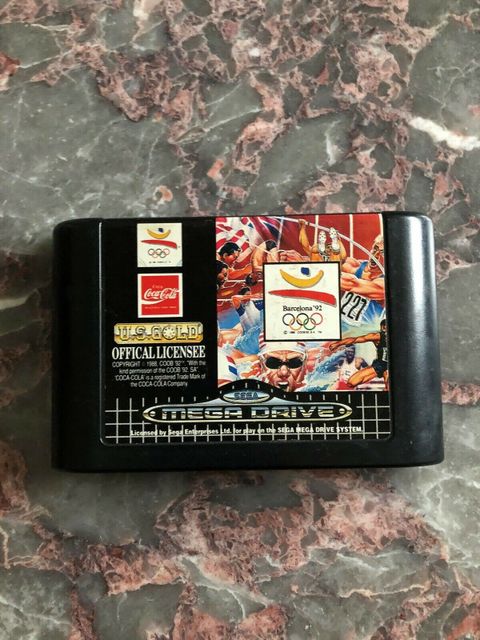 Coca-Cola
U.S. GOLD
OFFICIAL LICENSEE
COPYRIGHT © 1988, COOB '92™. "With the
kind permission of the COOB '92, SA".
'COCA-COLA' is a registered Trade Mark of
the COCA-COLA Company.
Barcelona '92
227
SEGA
MEGA DRIVE
Licensed by Sega Enterprises Ltd. for play on the SEGA MEGA DRIVE SYSTEM.